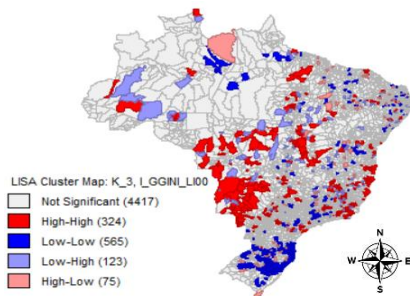 LISA Cluster Map: K_3, I_GGINI_LI00
Not Significant (4417)
High-High (324)
Low-Low (565)
Low-High (123)
High-Low (75)
N
W E
S